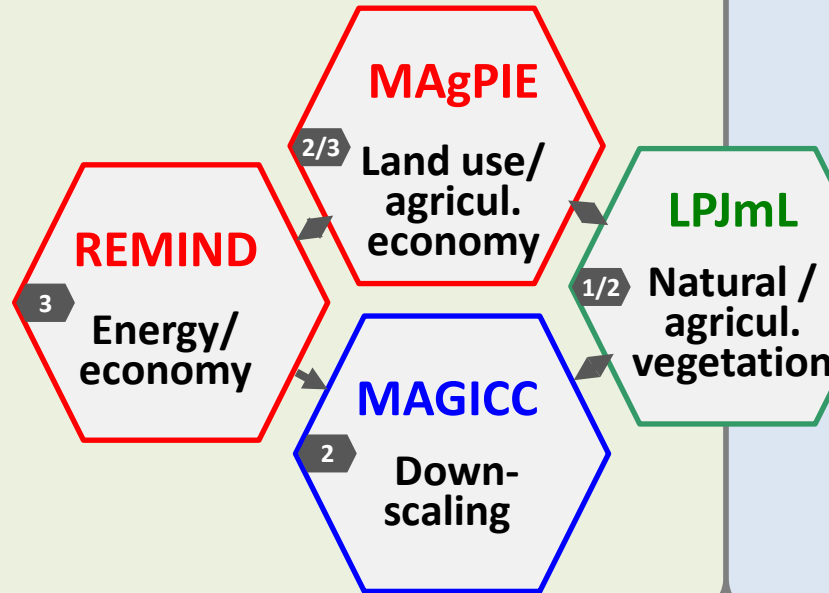 MAgPIE
2/3
Land use/
agricul.
economy
REMIND
3
Energy/
economy
LPJmL
1/2
Natural /
agricul.
vegetation
MAGICC
2
Down-
scaling